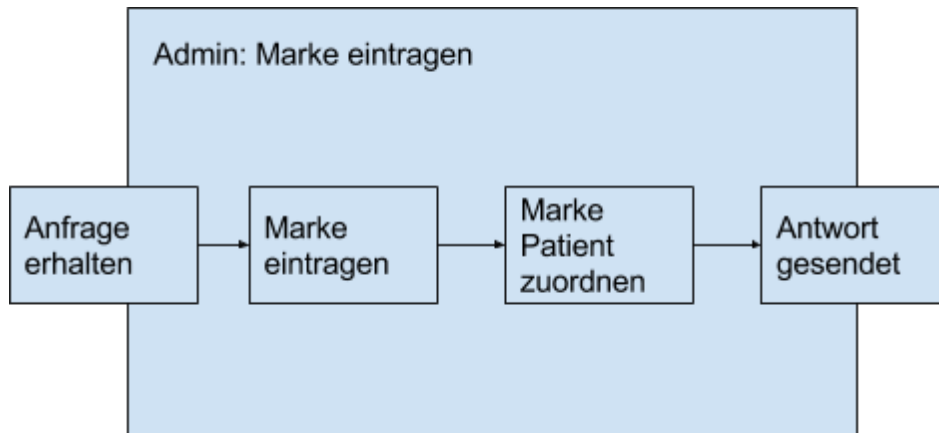 Admin: Marke eintragen
Anfrage
erhalten
Marke
eintragen
Marke
Patient
zuordnen
Antwort
gesendet